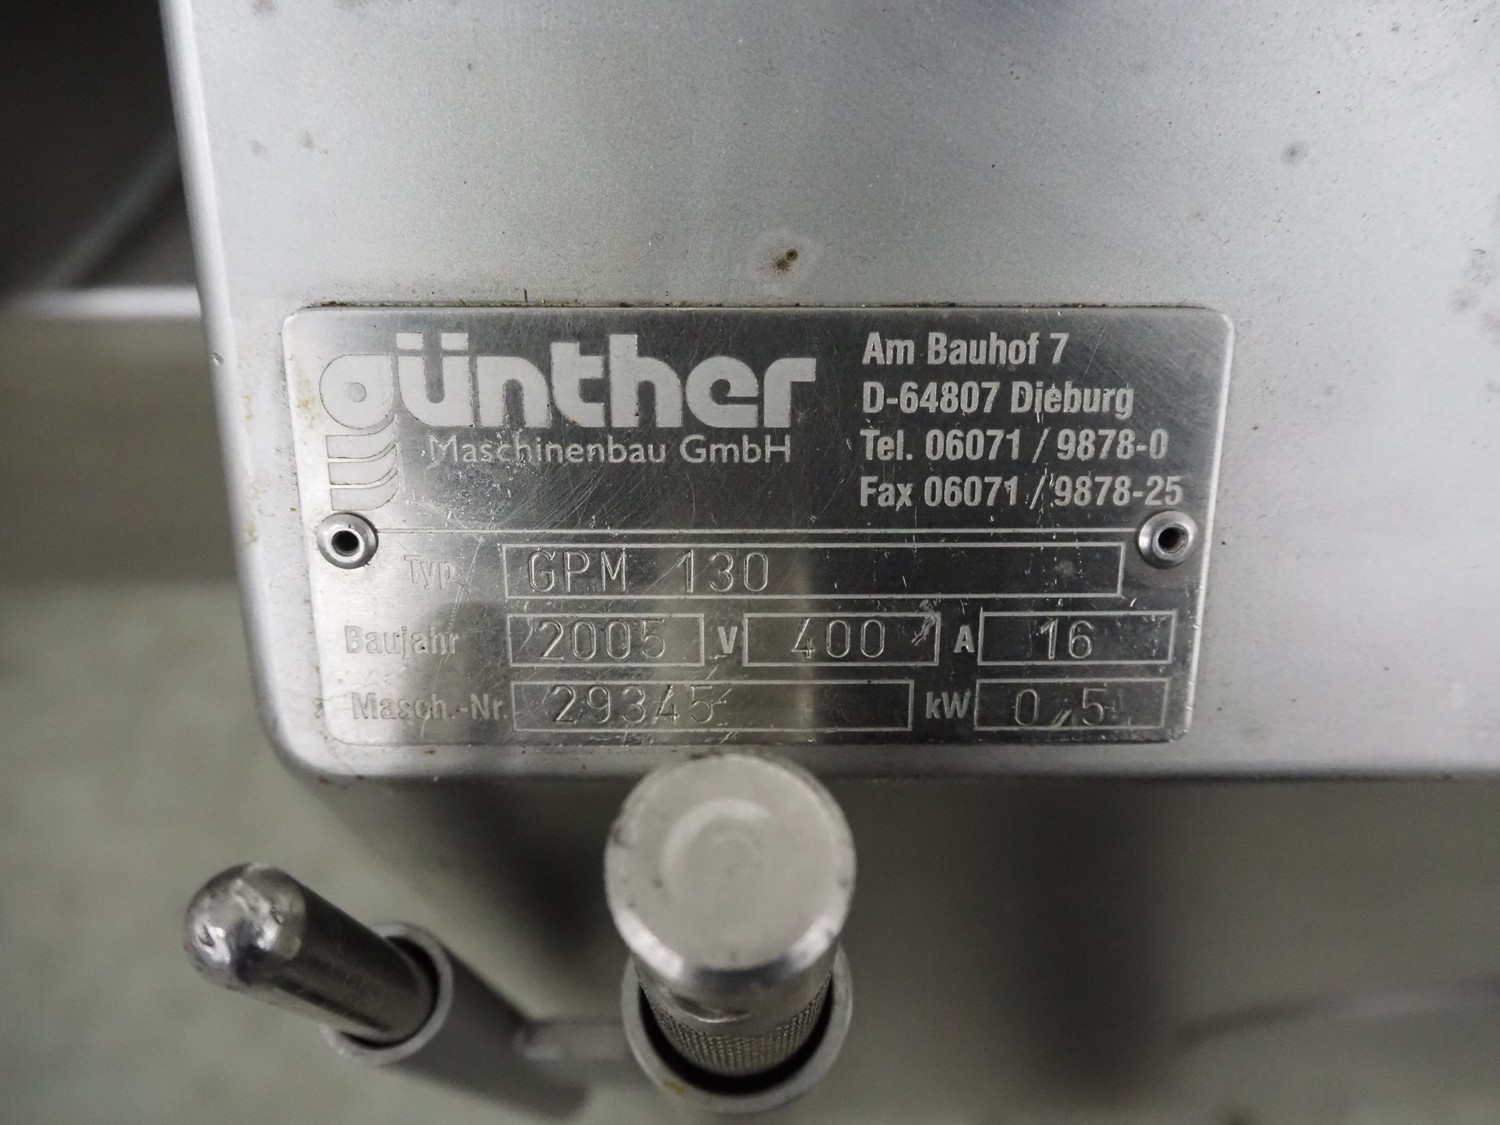 günther
Maschinenbau GmbH
Am Bauhof 7
D-64807 Dieburg
Tel. 06071 / 9878-0
Fax 06071 / 9878-25
Typ GPM 130
Baujahr 2005 V 400 A 16
Masch.-Nr. 29345 kW 0,5